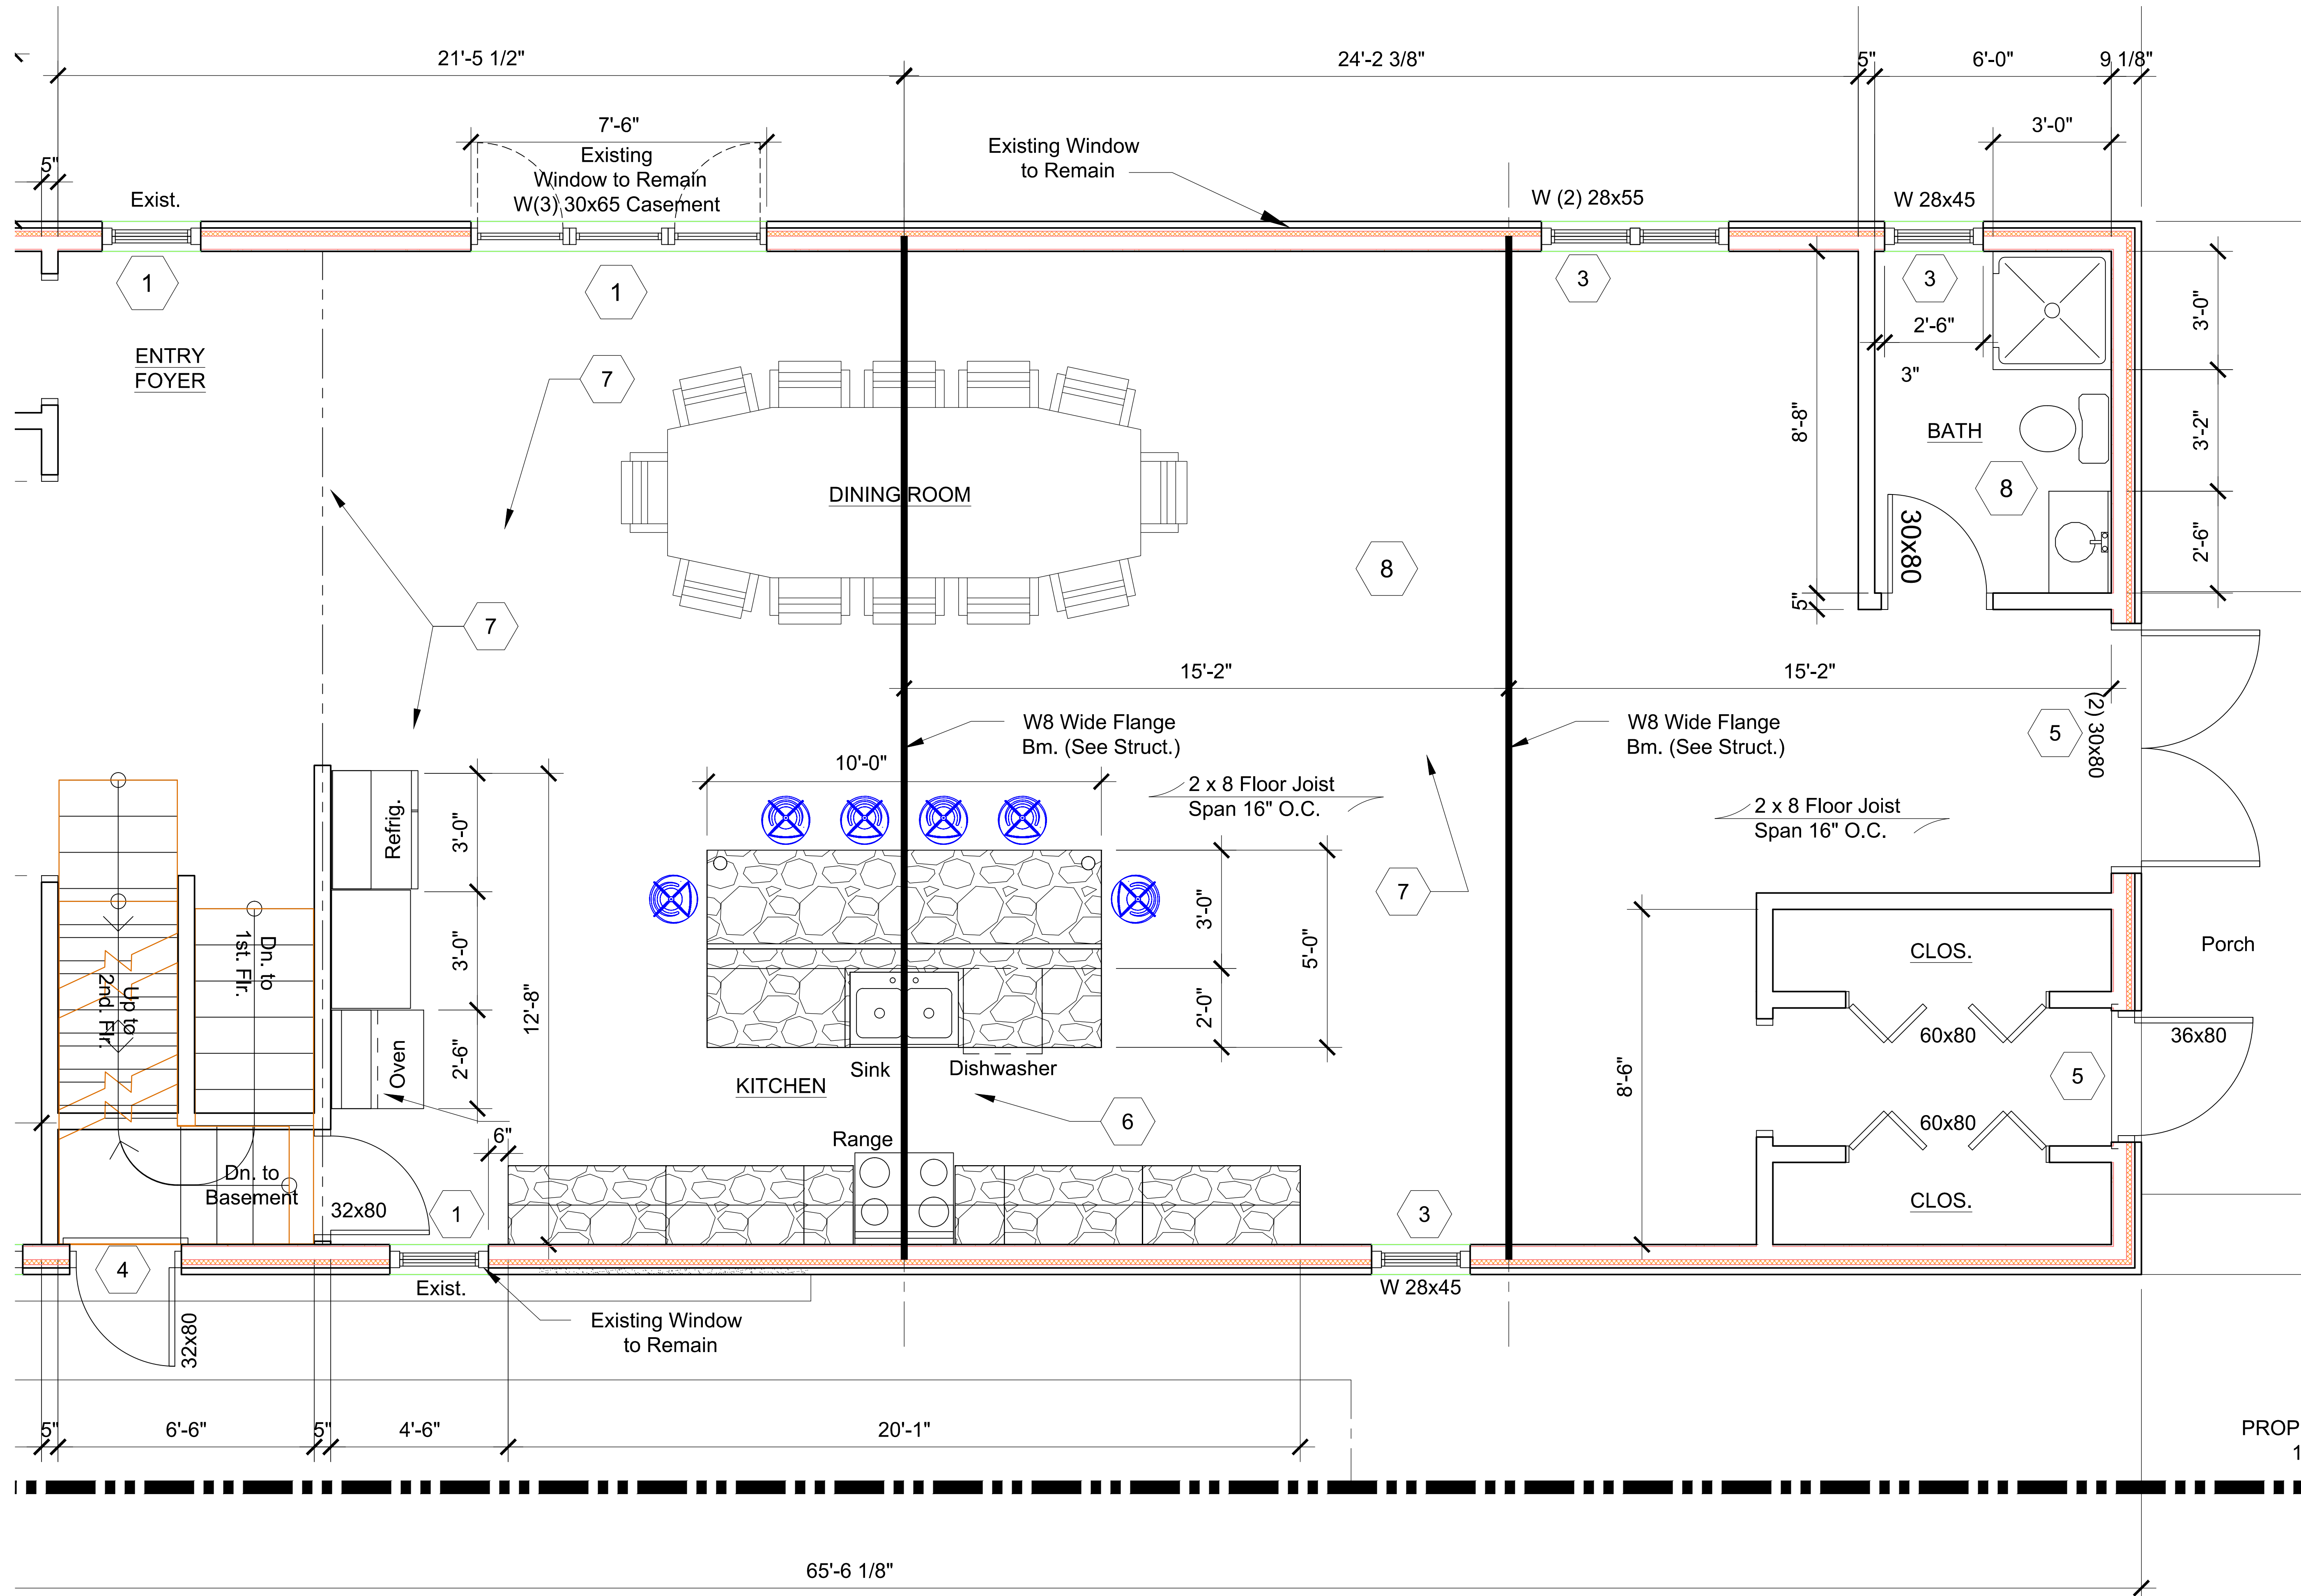 21'-5 1/2"
24'-2 3/8"
5"
6'-0"
9 1/8"
7'-6"
3'-0"
5"
Exist.
Existing
Window to Remain
W(3) 30x65 Casement
Existing Window
to Remain
W (2) 28x55
W 28x45
1
1
3
3
2'-6"
3"
3'-0"
ENTRY
FOYER
7
8'-8"
BATH
3'-2"
DINING ROOM
8
8
30x80
2'-6"
5"
7
15'-2"
15'-2"
W8 Wide Flange
Bm. (See Struct.)
W8 Wide Flange
Bm. (See Struct.)
5
(2) 30x80
10'-0"
2 x 8 Floor Joist
Span 16" O.C.
2 x 8 Floor Joist
Span 16" O.C.
Refrig.
3'-0"
7
3'-0"
5'-0"
Dn. to
1st. Flr.
3'-0"
CLOS.
Porch
Up to
2nd. Flr.
12'-8"
2'-0"
60x80
36x80
Oven
2'-6"
Sink
Dishwasher
KITCHEN
8'-6"
5
6
60x80
6"
Range
Dn. to
Basement
32x80
1
3
CLOS.
4
Exist.
W 28x45
32x80
Existing Window
to Remain
5"
6'-6"
5"
4'-6"
20'-1"
PROP
1
65'-6 1/8"